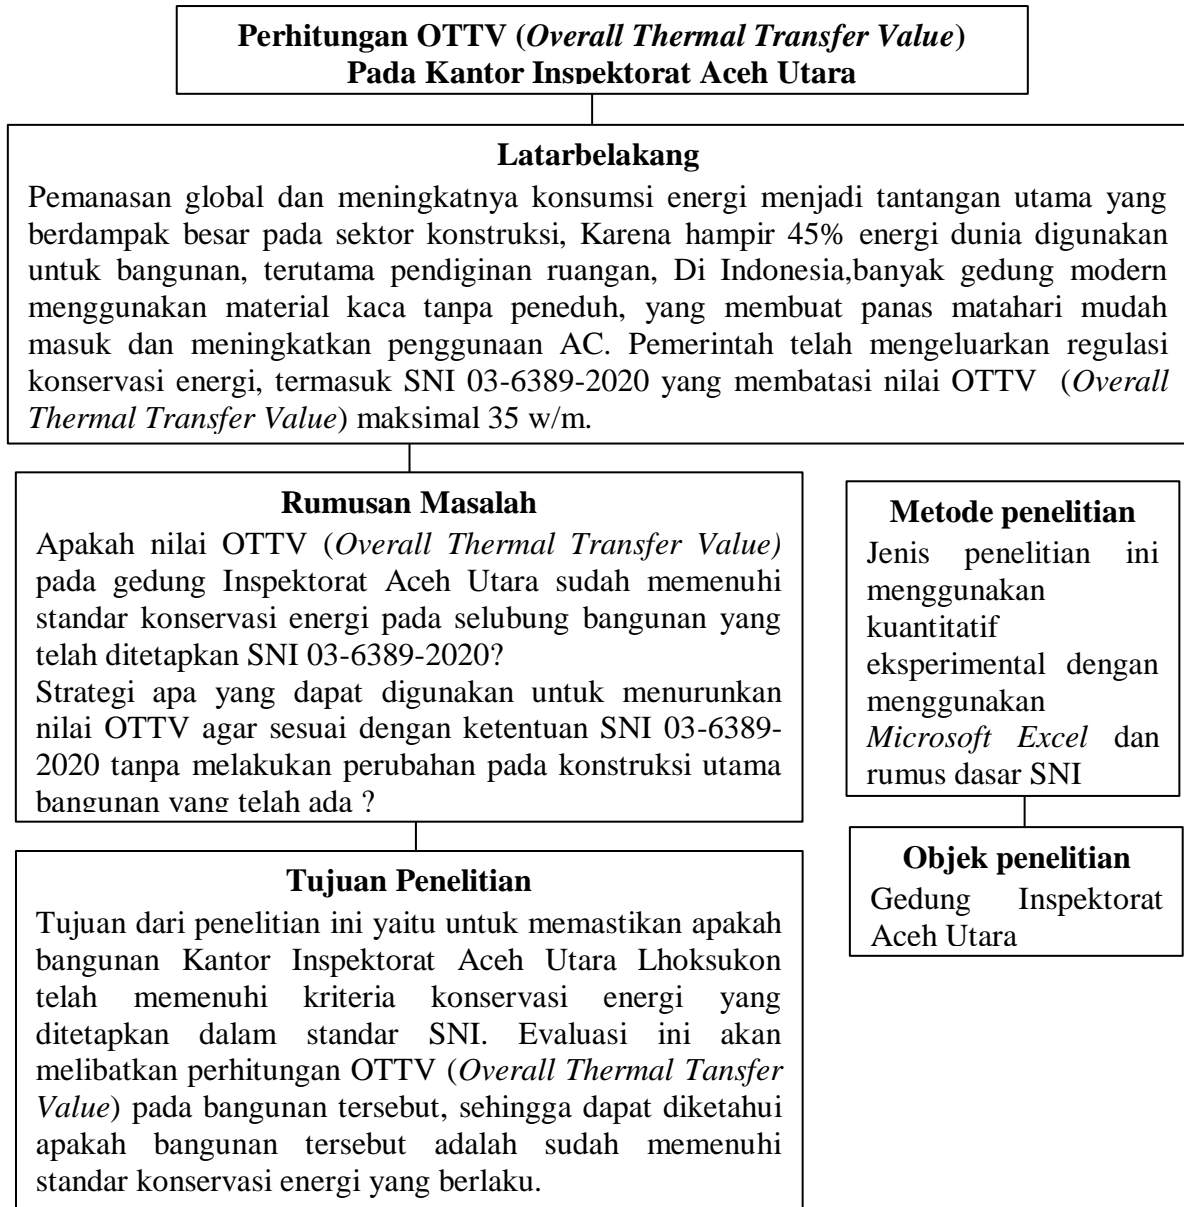 Perhitungan OTTV (Overall Thermal Transfer Value)
Pada Kantor Inspektorat Aceh Utara
Latarbelakang
Pemanasan global dan meningkatnya konsumsi energi menjadi tantangan utama yang
berdampak besar pada sektor konstruksi, Karena hampir 45% energi dunia digunakan
untuk bangunan, terutama pendiginan ruangan, Di Indonesia,banyak gedung modern
menggunakan material kaca tanpa peneduh, yang membuat panas matahari mudah
masuk dan meningkatkan penggunaan AC. Pemerintah telah mengeluarkan regulasi
konservasi energi, termasuk SNI 03-6389-2020 yang membatasi nilai OTTV (Overall
Thermal Transfer Value) maksimal 35 w/m.
Rumusan Masalah
Apakah nilai OTTV (Overall Thermal Transfer Value)
pada gedung Inspektorat Aceh Utara sudah memenuhi
standar konservasi energi pada selubung bangunan yang
telah ditetapkan SNI 03-6389-2020?
Strategi apa yang dapat digunakan untuk menurunkan
nilai OTTV agar sesuai dengan ketentuan SNI 03-6389-
2020 tanpa melakukan perubahan pada konstruksi utama
bangunan yang telah ada ?
Tujuan Penelitian
Tujuan dari penelitian ini yaitu untuk memastikan apakah
bangunan Kantor Inspektorat Aceh Utara Lhoksukon
telah memenuhi kriteria konservasi energi yang
ditetapkan dalam standar SNI. Evaluasi ini akan
melibatkan perhitungan OTTV (Overall Thermal Tansfer
Value) pada bangunan tersebut, sehingga dapat diketahui
apakah bangunan tersebut adalah sudah memenuhi
standar konservasi energi yang berlaku.
Metode penelitian
Jenis penelitian ini
menggunakan
kuantitatif
eksperimental dengan
menggunakan
Microsoft Excel dan
rumus dasar SNI
Objek penelitian
Gedung Inspektorat
Aceh Utara